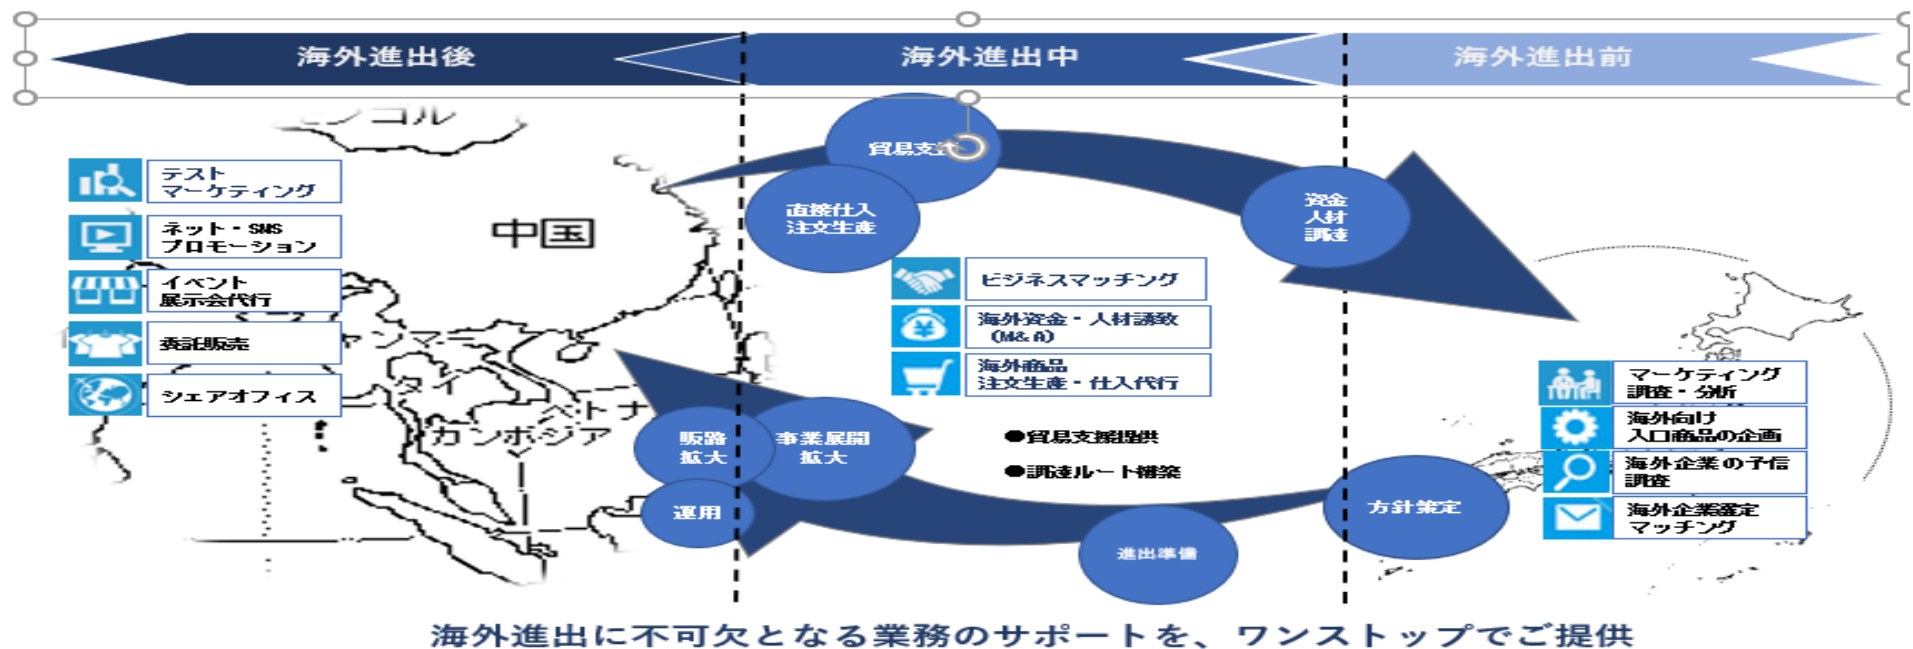 海外進出後
海外進出中
海外進出前
モンゴル
中国
タイ
ベトナ
カンボジア
テスト
マーケティング
ネット・SNS
プロモーション
イベント
展示会代行
委託販売
シェアオフィス
貿易支
直接仕入
注文生産
資金
人材
調達
ビジネスマッチング
海外資金・人材誘致
（M&A）
海外商品
注文生産・仕入代行
●貿易支援提供
●調達ルート構築
販路
拡大
事業展開
拡大
運用
進出準備
方針策定
マーケティング
調査・分析
海外向け
入口商品の企画
海外企業の予信
調査
海外企業選定
マッチング
海外進出に不可欠となる業務のサポートを、ワンストップでご提供